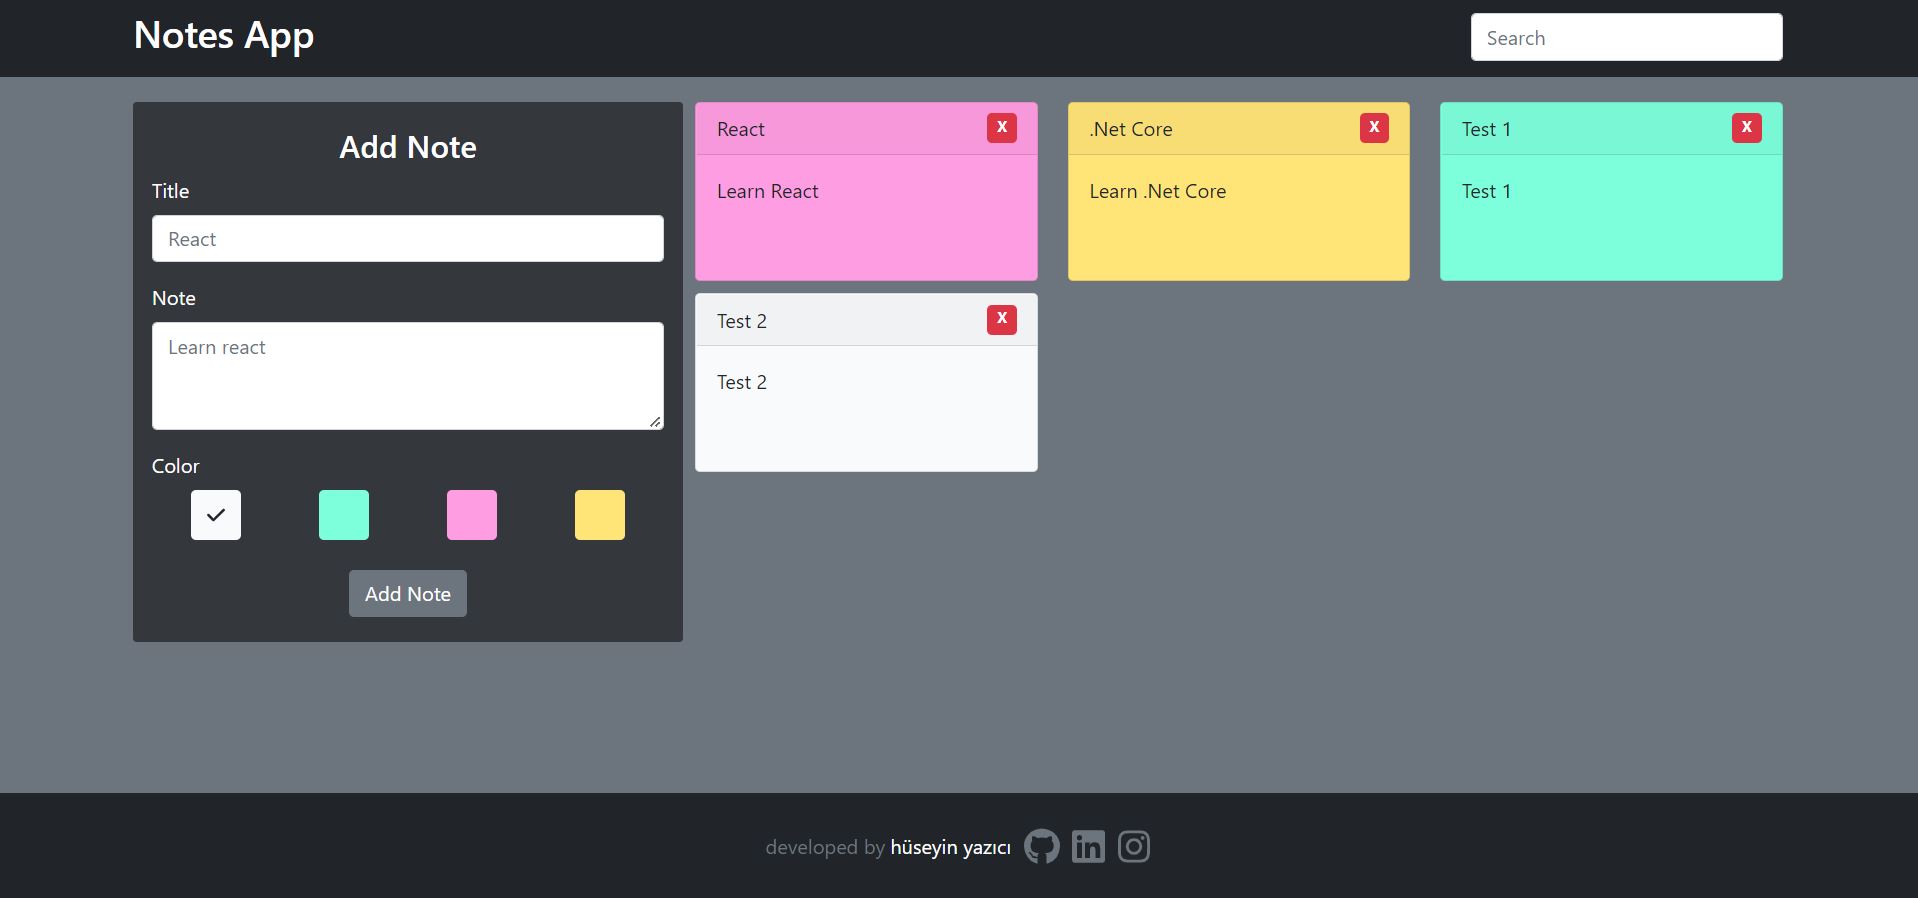 Notes App
Search
Add Note
Title
React
Note
Learn react
Color
Add Note
React
X
Learn React
.Net Core
X
Learn .Net Core
Test 1
X
Test 1
Test 2
X
Test 2
developed by hüseyin yazıcı